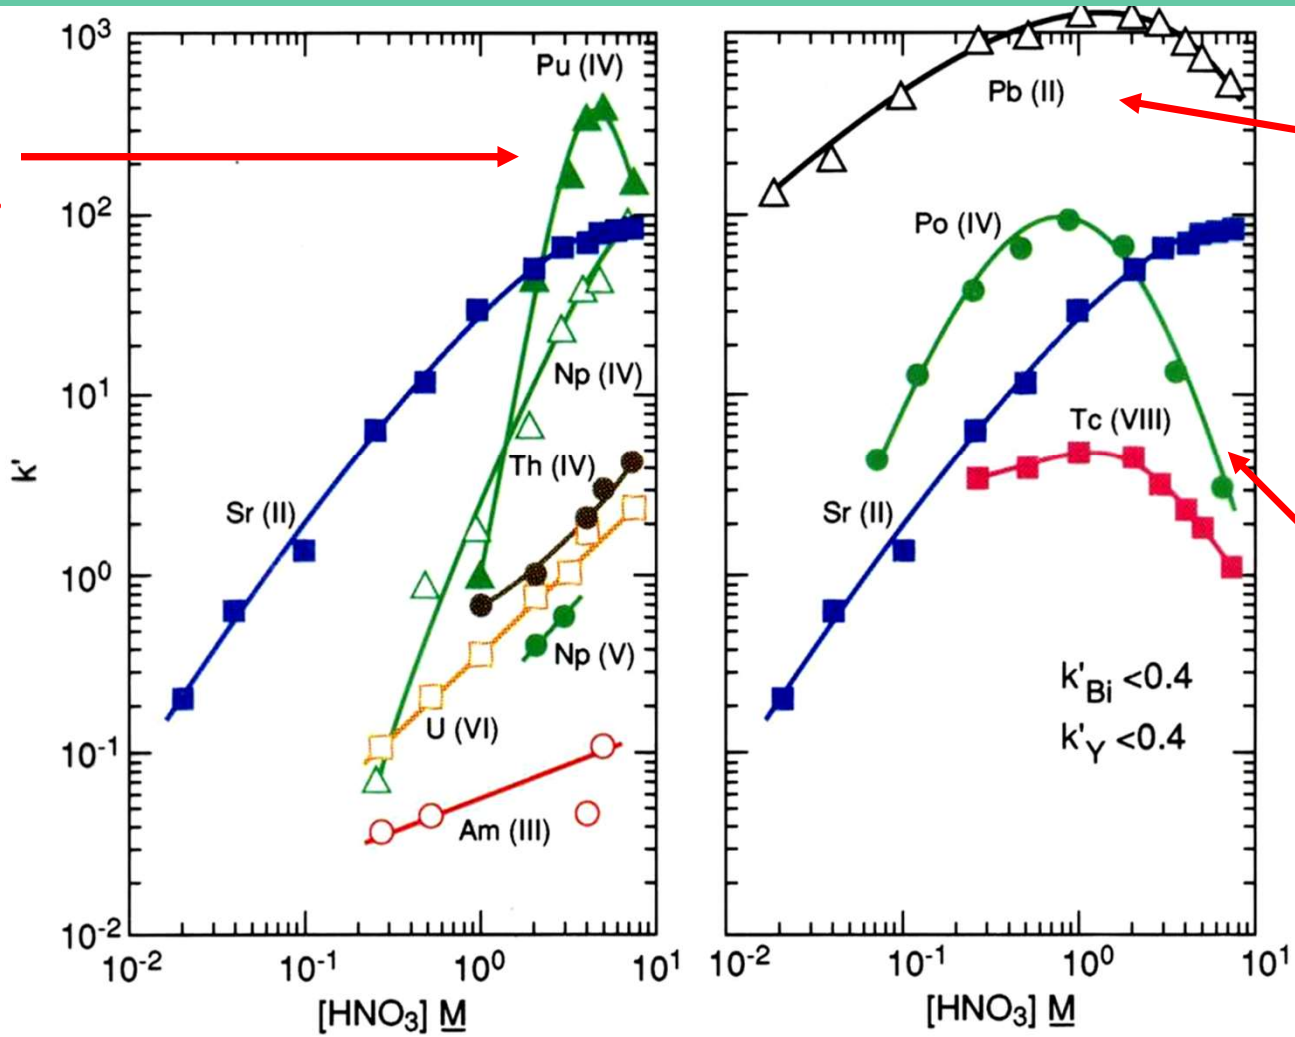 10³
10²
10¹
10⁰
10⁻¹
10⁻²
k'
Pu (IV)
Np (IV)
Th (IV)
Sr (II)
Np (V)
U (VI)
Am (III)
10⁻²
10⁻¹
10⁰
10¹
[HNO₃] M
Pb (II)
Po (IV)
Tc (VIII)
Sr (II)
k'Bi <0.4
k'Y <0.4
10⁻²
10⁻¹
10⁰
10¹
[HNO₃] M